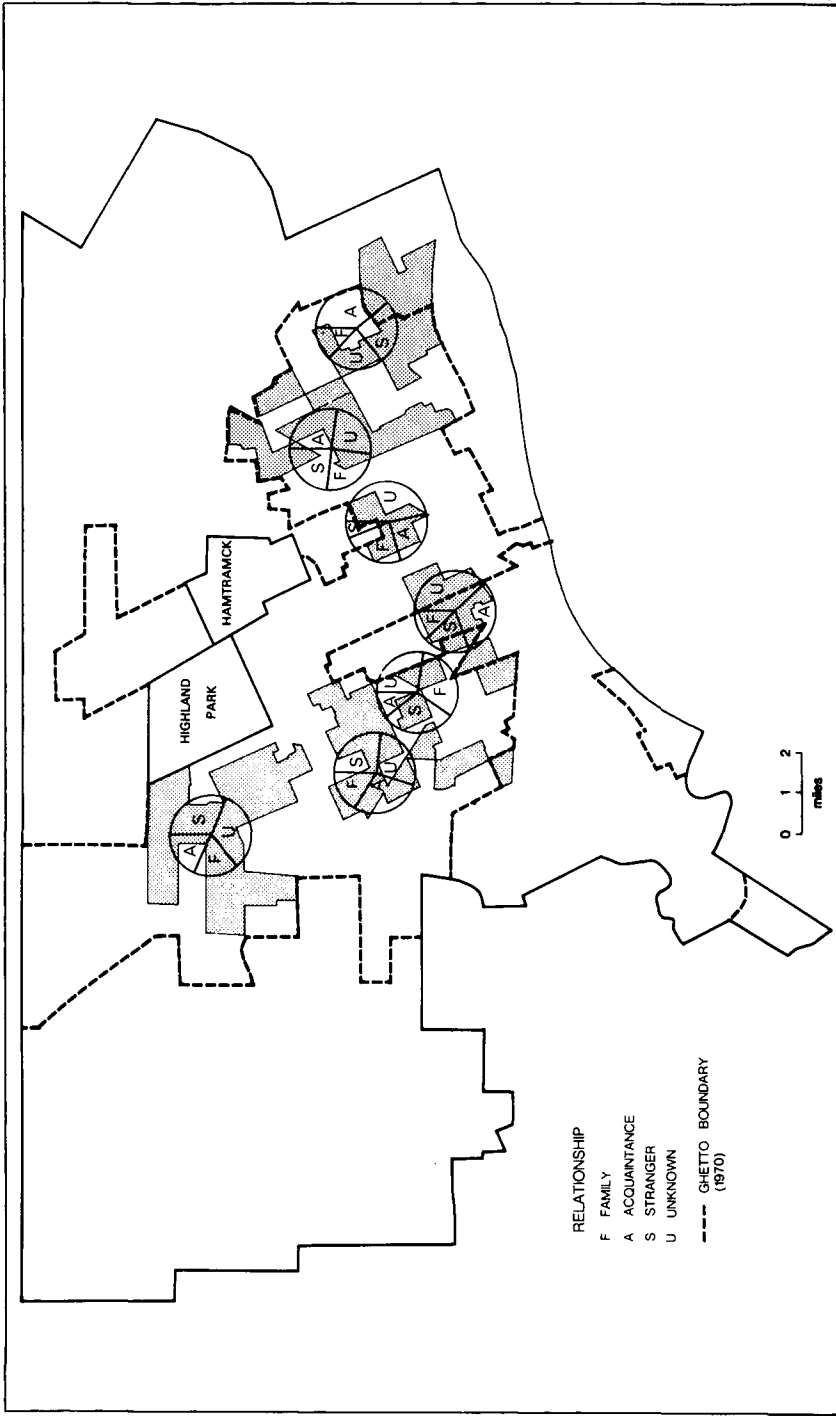 HIGHLAND
PARK
HAMTRAMCK
A S
F U
F S
A U
A U
S F
F U
S A
S U
F A
S A
F U
F A
U S
RELATIONSHIP
F FAMILY
A ACQUAINTANCE
S STRANGER
U UNKNOWN
GHETTO BOUNDARY
(1970)
0 1 2
miles